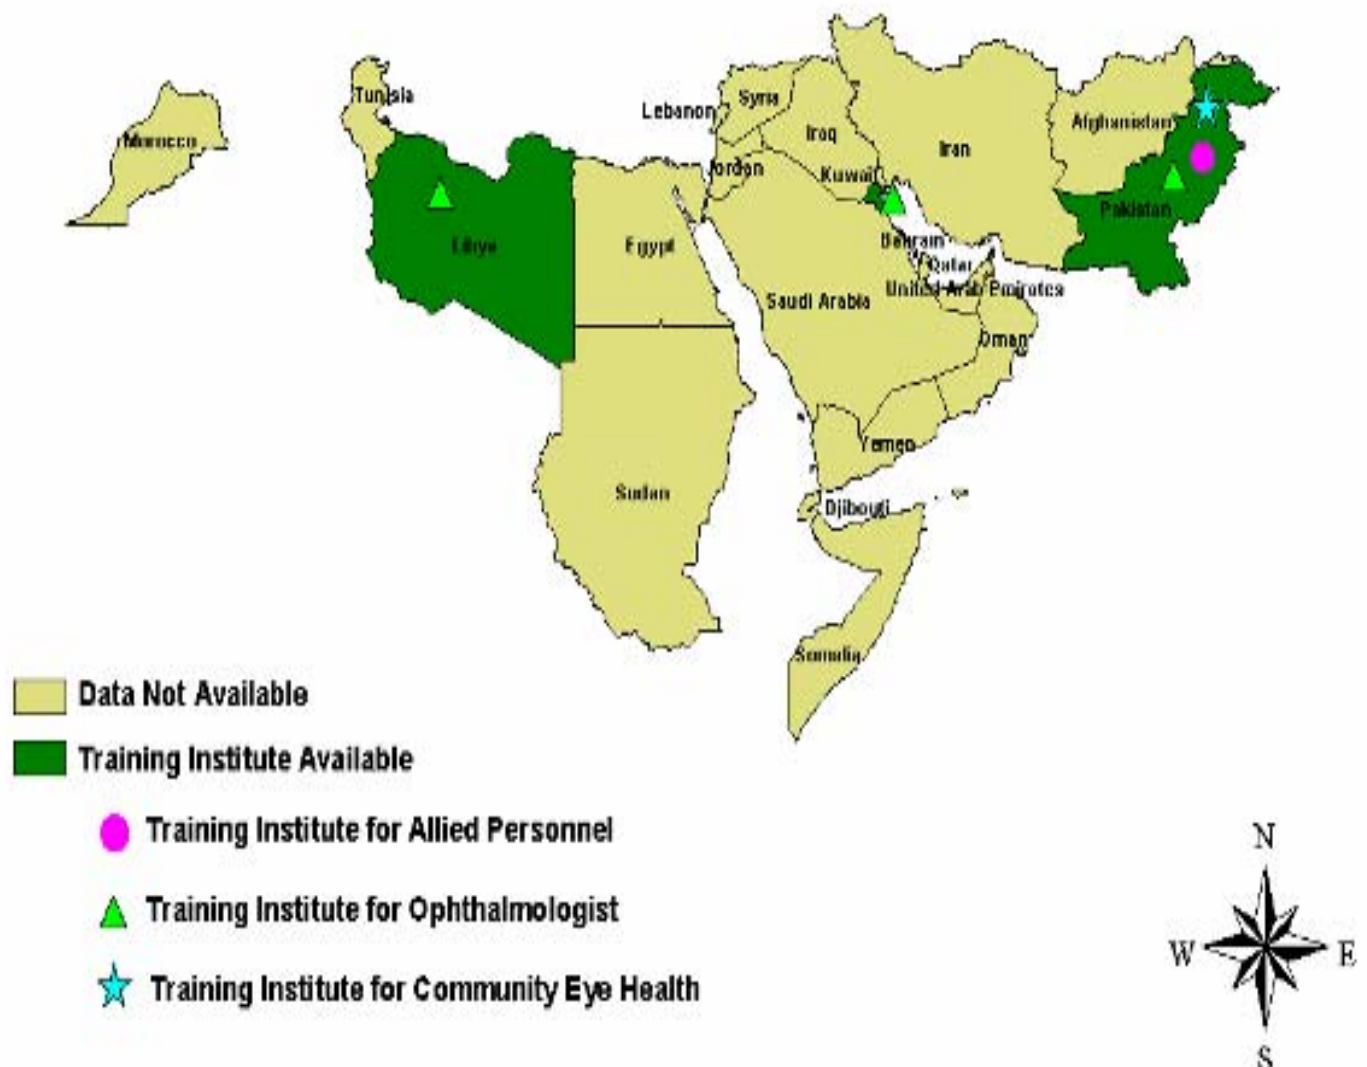 Tunisia
Morocco
Lebanon
Syria
Iraq
Iran
Afghanistan
Jordan
Kuwait
Pakistan
Libya
Egypt
Bahrain
Qatar
United Arab Emirates
Saudi Arabia
Oman
Yemen
Sudan
Djibouti
Somalia
Data Not Available
Training Institute Available
Training Institute for Allied Personnel
Training Institute for Ophthalmologist
Training Institute for Community Eye Health
N
W E
S